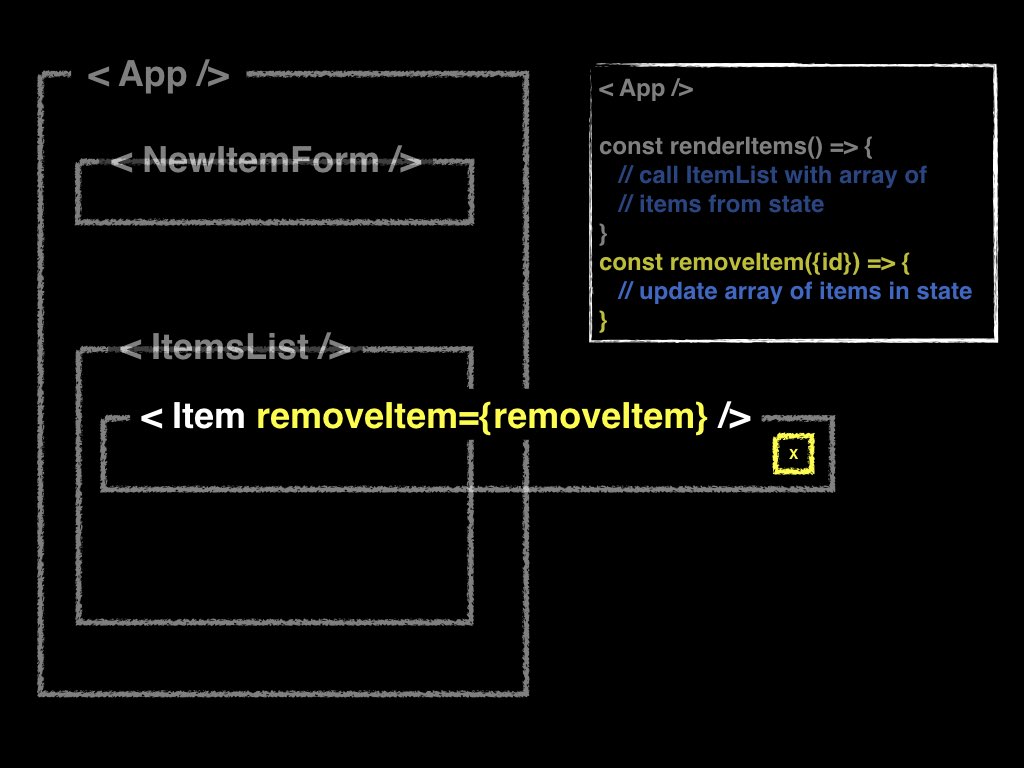 < App />
< NewItemForm />
< ItemsList />
< Item removeItem={removeItem} />
x
< App />
const renderItems() => {
// call ItemList with array of
// items from state
}
const removeItem({id}) => {
// update array of items in state
}